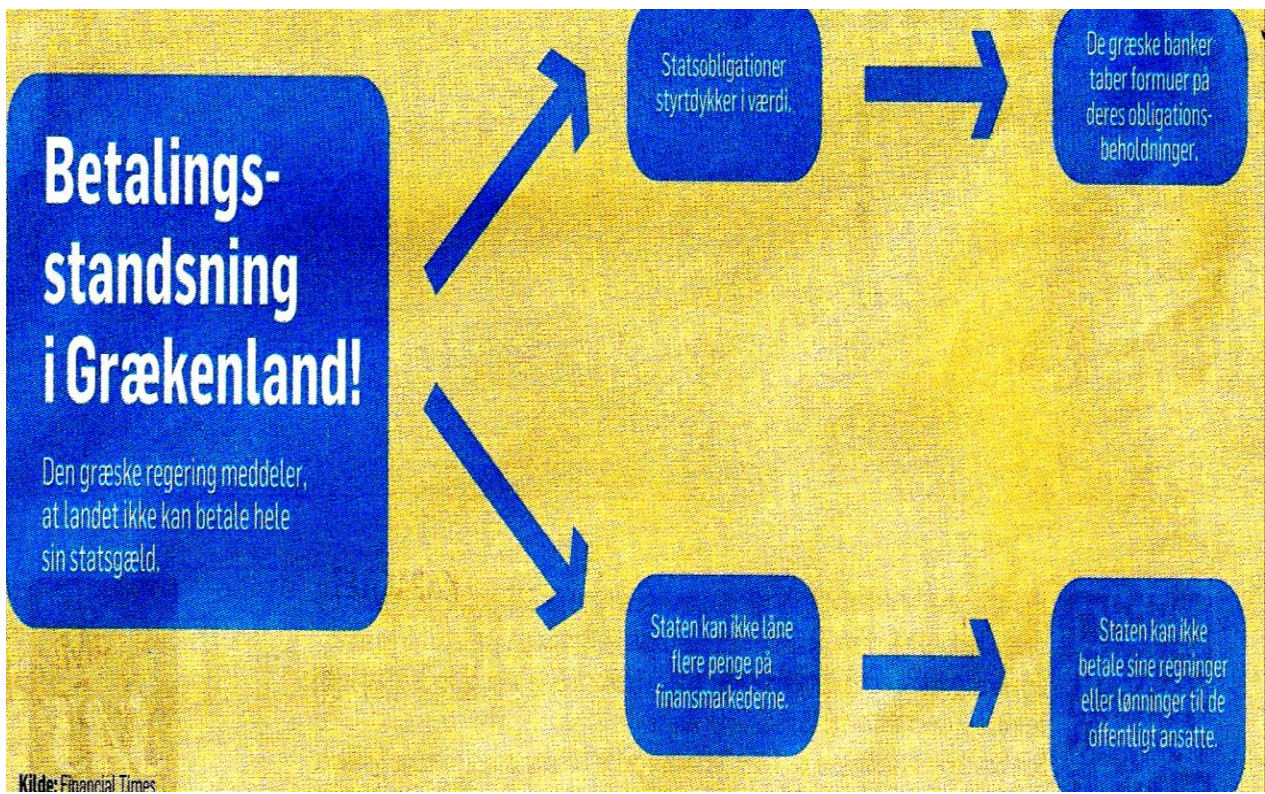 Betalings-
standsning
i Grækenland!
Den græske regering meddeler,
at landet ikke kan betale hele
sin statsgæld.
Statsobligationer
styrtdykker i værdi.
De græske banker
taber formuer på
deres obligations-
beholdninger.
Staten kan ikke låne
flere penge på
finansmarkederne.
Staten kan ikke
betale sine regninger
eller lønninger til de
offentligt ansatte.
Kilde: Financial Times